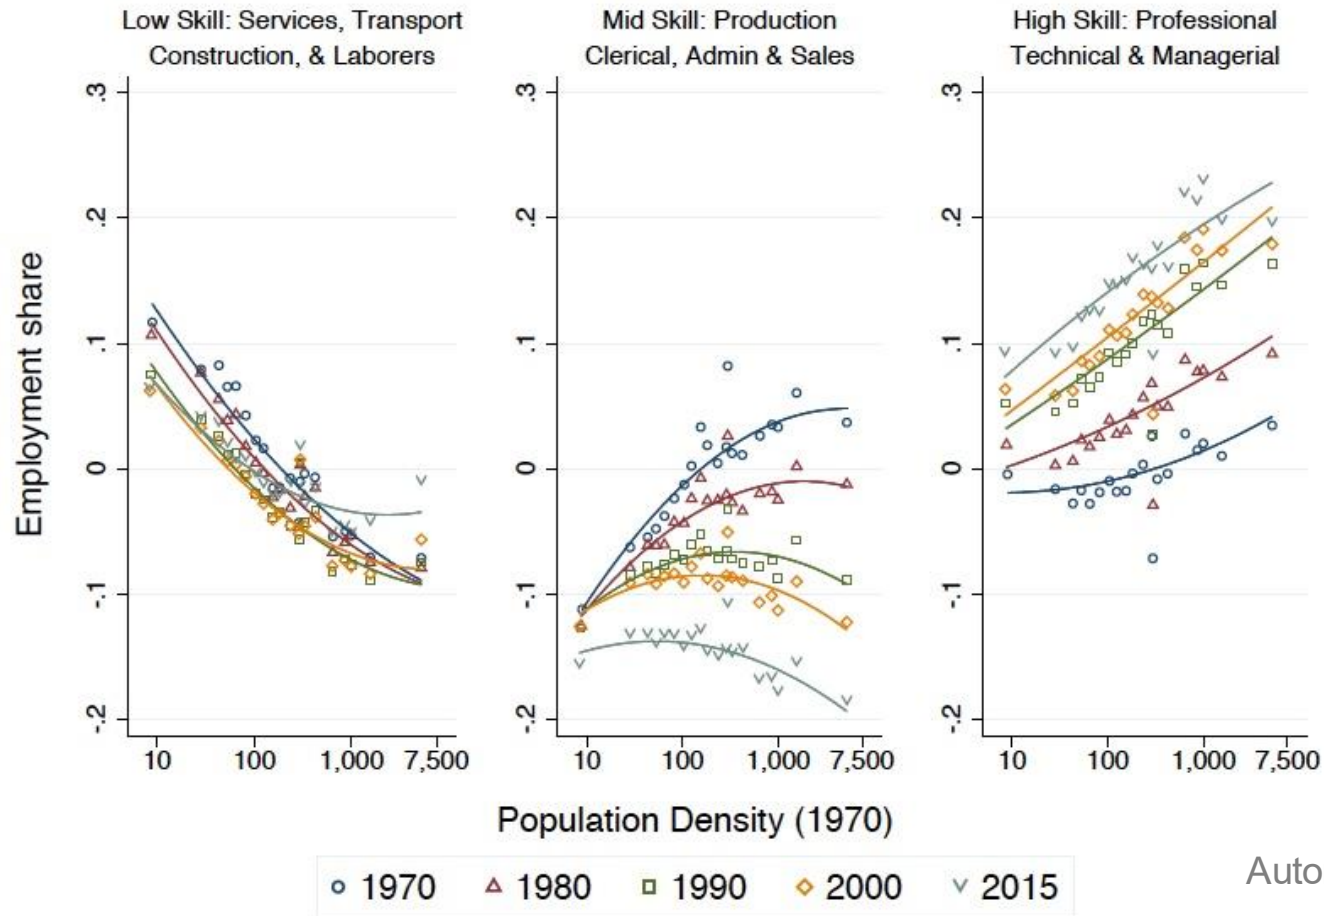 Low Skill: Services, Transport
Construction, & Laborers
Mid Skill: Production
Clerical, Admin & Sales
High Skill: Professional
Technical & Managerial
Employment share
.3
.2
.1
0
-.1
-.2
10 100 1,000 7,500
.3
.2
.1
0
-.1
-.2
10 100 1,000 7,500
.3
.2
.1
0
-.1
-.2
10 100 1,000 7,500
Population Density (1970)
1970 1980 1990 2000 2015
Auto